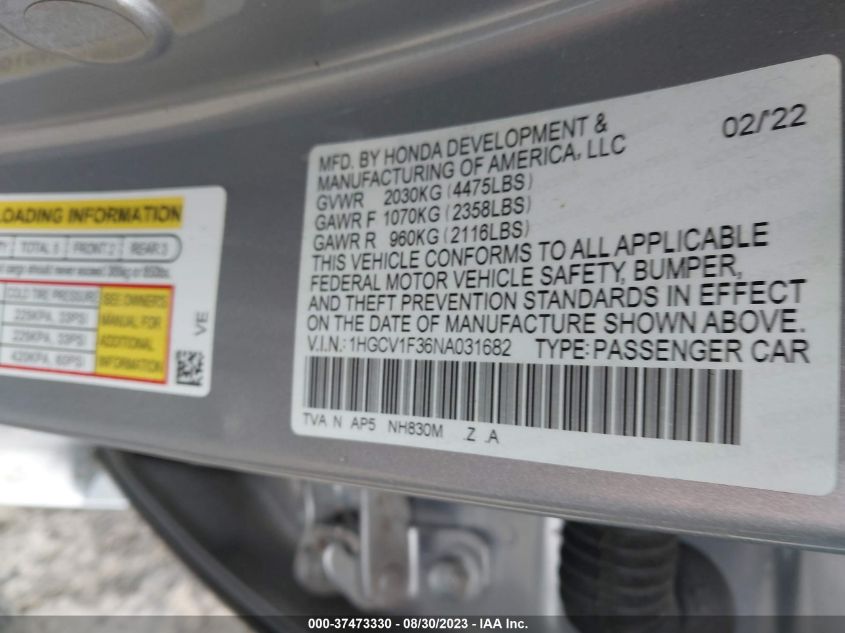 LOADING INFORMATION
TOTAL 5 FRONT 2 REAR 3
COLD TIRE PRESSURE
SEE OWNER'S
MANUAL FOR
ADDITIONAL
INFORMATION
225KPA, 33PSI
225KPA, 33PSI
420KPA, 60PSI
VE
02/'22
MFD. BY HONDA DEVELOPMENT &
MANUFACTURING OF AMERICA, LLC
GVWR 2030KG (4475LBS)
GAWR F 1070KG (2358LBS)
GAWR R 960KG (2116LBS)
THIS VEHICLE CONFORMS TO ALL APPLICABLE
FEDERAL MOTOR VEHICLE SAFETY, BUMPER,
AND THEFT PREVENTION STANDARDS IN EFFECT
ON THE DATE OF MANUFACTURE SHOWN ABOVE.
V.I.N.: 1HGCV1F36NA031682 TYPE: PASSENGER CAR
TVA N AP5 NH830M .Z .A
000-37473330 - 08/30/2023 - IAA Inc.